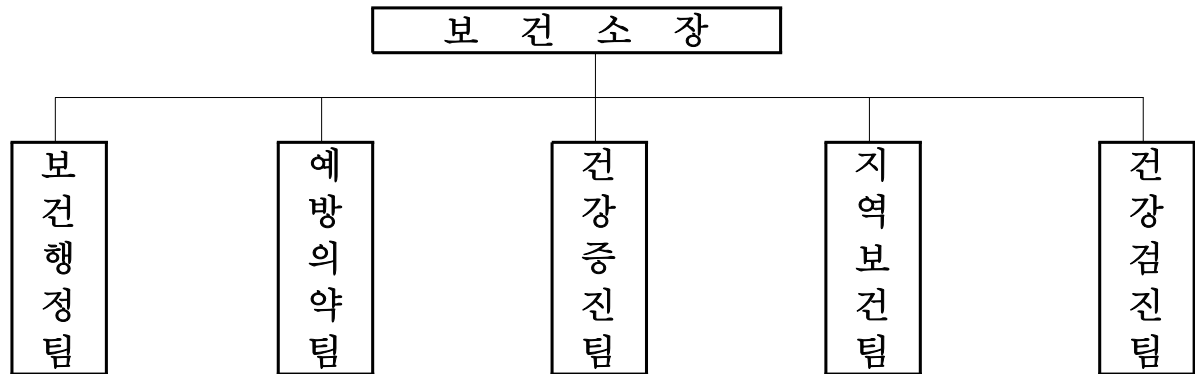 보 건 소 장
보건행정팀
예방의약팀
건강증진팀
지역보건팀
건강검진팀